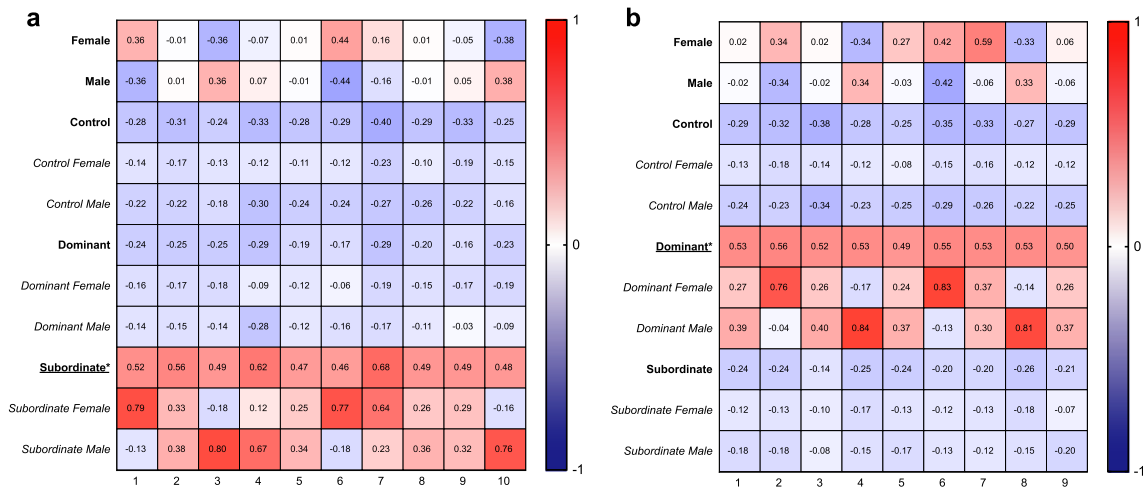 a
Female 0.36 -0.01 -0.36 -0.07 0.01 0.44 0.16 0.01 -0.05 -0.38
Male -0.36 0.01 0.36 0.07 -0.01 -0.44 -0.16 -0.01 0.05 0.38
Control -0.28 -0.31 -0.24 -0.33 -0.28 -0.29 -0.40 -0.29 -0.33 -0.25
Control Female -0.14 -0.17 -0.13 -0.12 -0.11 -0.12 -0.23 -0.10 -0.19 -0.15
Control Male -0.22 -0.22 -0.18 -0.30 -0.24 -0.24 -0.27 -0.26 -0.22 -0.16
Dominant -0.24 -0.25 -0.25 -0.29 -0.19 -0.17 -0.29 -0.20 -0.16 -0.23
Dominant Female -0.16 -0.17 -0.18 -0.09 -0.12 -0.06 -0.19 -0.15 -0.17 -0.19
Dominant Male -0.14 -0.15 -0.14 -0.28 -0.12 -0.16 -0.17 -0.11 -0.03 -0.09
Subordinate* 0.52 0.56 0.49 0.62 0.47 0.46 0.68 0.49 0.49 0.48
Subordinate Female 0.79 0.33 -0.18 0.12 0.25 0.77 0.64 0.26 0.29 -0.16
Subordinate Male -0.13 0.38 0.80 0.67 0.34 -0.18 0.23 0.36 0.32 0.76
1 2 3 4 5 6 7 8 9 10
1
0
-1
b
Female 0.02 0.34 0.02 -0.34 0.27 0.42 0.59 -0.33 0.06
Male -0.02 -0.34 -0.02 0.34 -0.03 -0.42 -0.06 0.33 -0.06
Control -0.29 -0.32 -0.38 -0.28 -0.25 -0.35 -0.33 -0.27 -0.29
Control Female -0.13 -0.18 -0.14 -0.12 -0.08 -0.15 -0.16 -0.12 -0.12
Control Male -0.24 -0.23 -0.34 -0.23 -0.25 -0.29 -0.26 -0.22 -0.25
Dominant* 0.53 0.56 0.52 0.53 0.49 0.55 0.53 0.53 0.50
Dominant Female 0.27 0.76 0.26 -0.17 0.24 0.83 0.37 -0.14 0.26
Dominant Male 0.39 -0.04 0.40 0.84 0.37 -0.13 0.30 0.81 0.37
Subordinate -0.24 -0.24 -0.14 -0.25 -0.24 -0.20 -0.20 -0.26 -0.21
Subordinate Female -0.12 -0.13 -0.10 -0.17 -0.13 -0.12 -0.13 -0.18 -0.07
Subordinate Male -0.18 -0.18 -0.08 -0.15 -0.17 -0.13 -0.12 -0.15 -0.20
1 2 3 4 5 6 7 8 9
1
0
-1